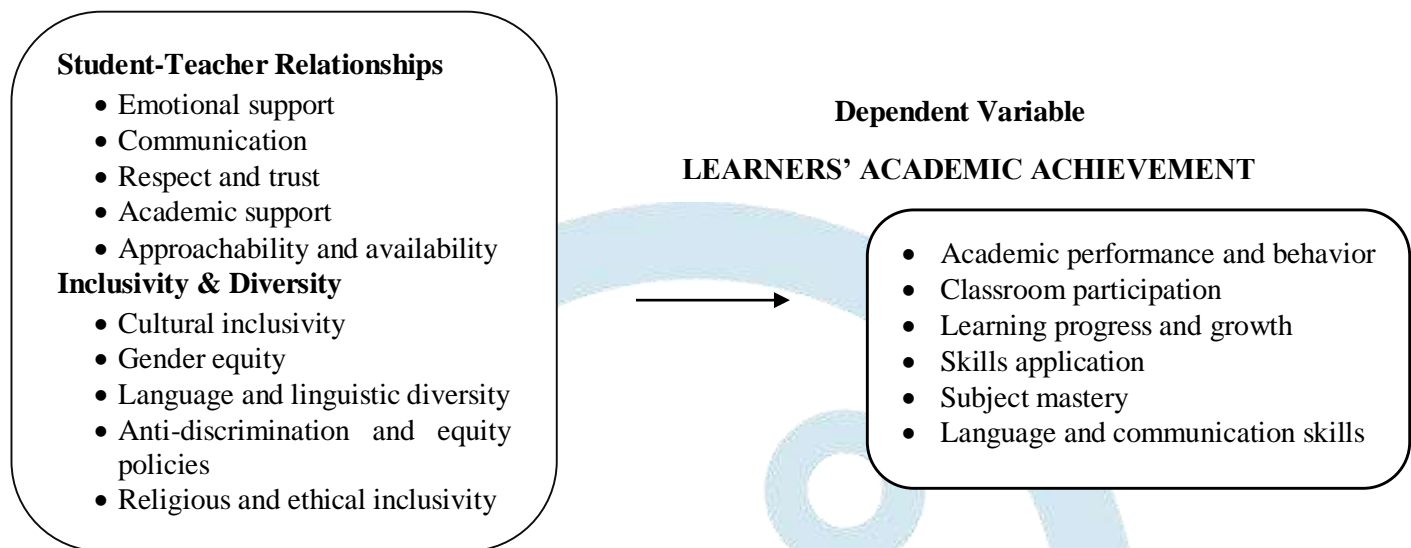 Student-Teacher Relationships
• Emotional support
• Communication
• Respect and trust
• Academic support
• Approachability and availability
Inclusivity & Diversity
• Cultural inclusivity
• Gender equity
• Language and linguistic diversity
• Anti-discrimination and equity
policies
• Religious and ethical inclusivity
Dependent Variable
LEARNERS’ ACADEMIC ACHIEVEMENT
• Academic performance and behavior
• Classroom participation
• Learning progress and growth
• Skills application
• Subject mastery
• Language and communication skills